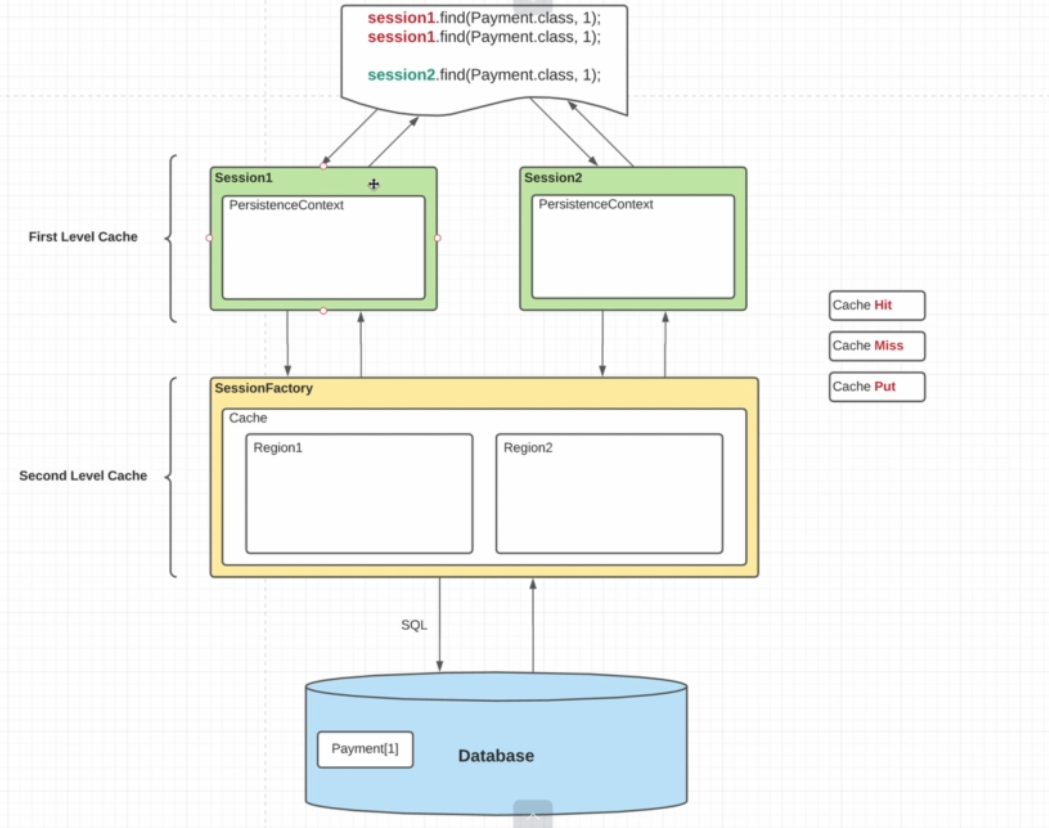 session1.find(Payment.class, 1);
session1.find(Payment.class, 1);
session2.find(Payment.class, 1);
Session1
PersistenceContext
Session2
PersistenceContext
First Level Cache
Cache Hit
Cache Miss
Cache Put
SessionFactory
Cache
Region1
Region2
Second Level Cache
SQL
Payment[1]
Database